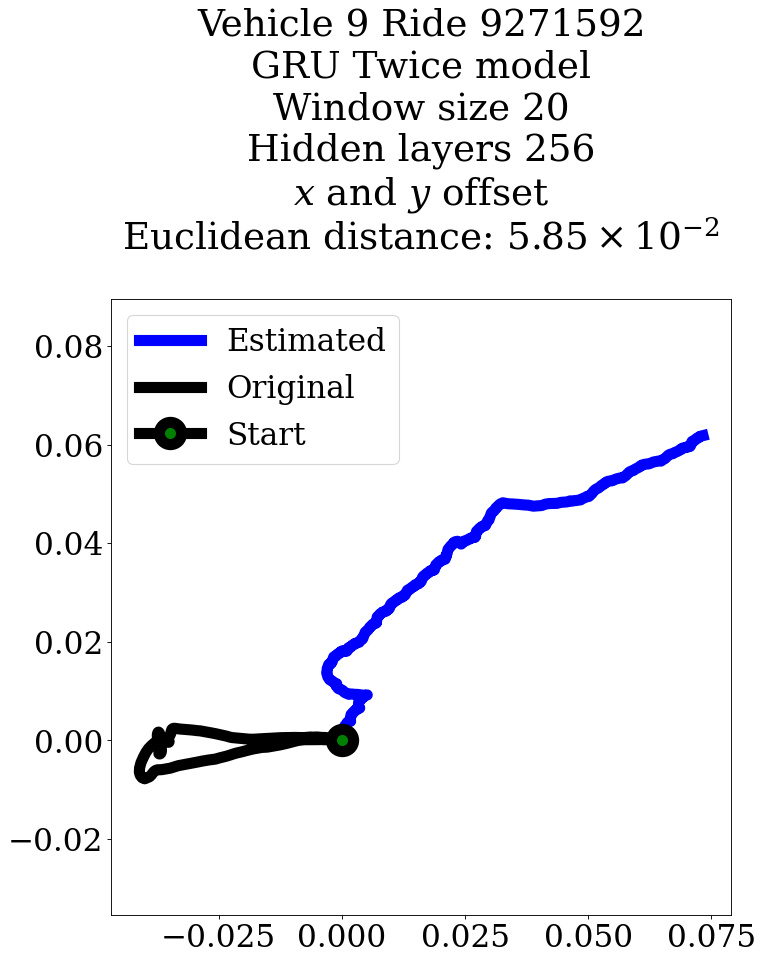 Vehicle 9 Ride 9271592
GRU Twice model
Window size 20
Hidden layers 256
x and y offset
Euclidean distance: 5.85 × 10⁻²
Estimated
Original
Start
0.08
0.06
0.04
0.02
0.00
−0.02
−0.025 0.000 0.025 0.050 0.075